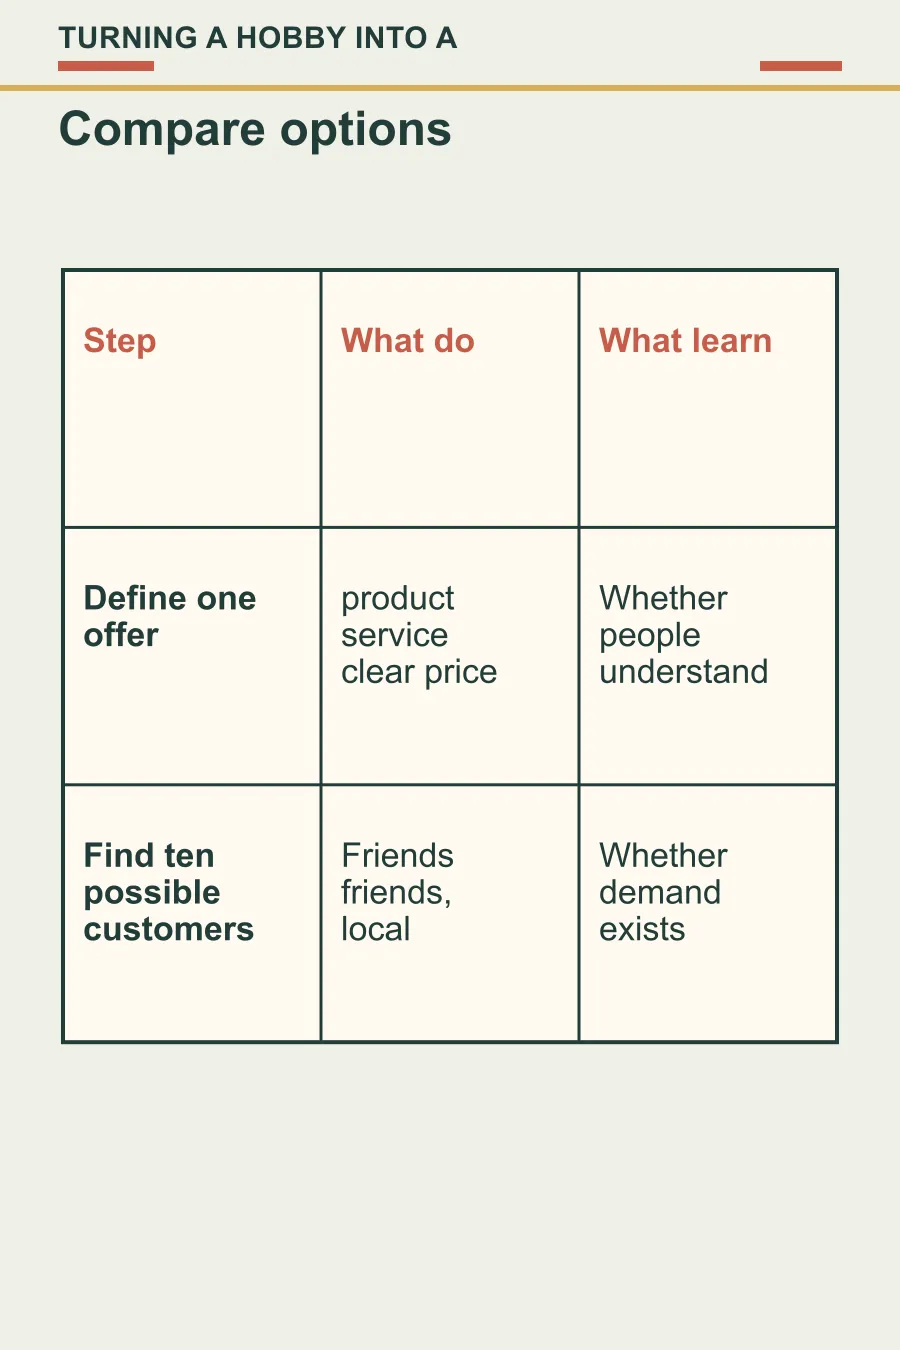 TURNING A HOBBY INTO A
Compare options
Step
What do
What learn
Define one
offer
product
service
clear price
Whether
people
understand
Find ten
possible
customers
Friends
friends,
local
Whether
demand
exists